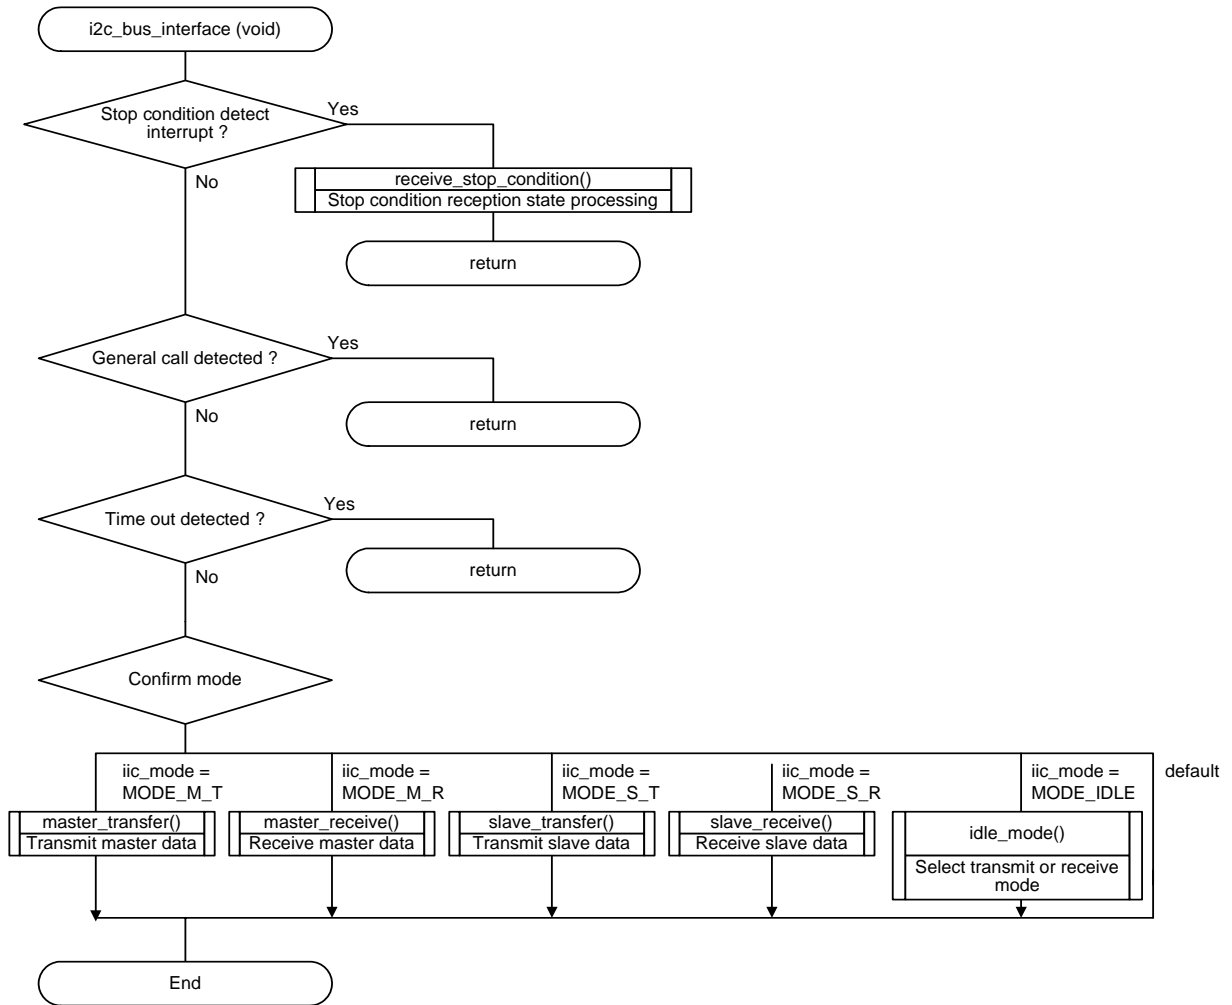 i2c_bus_interface (void)
Stop condition detect
interrupt ?
Yes
No
receive_stop_condition()
Stop condition reception state processing
return
General call detected ?
Yes
No
return
Time out detected ?
Yes
No
return
Confirm mode
iic_mode =
MODE_M_T
iic_mode =
MODE_M_R
iic_mode =
MODE_S_T
iic_mode =
MODE_S_R
iic_mode =
MODE_IDLE
default
master_transfer()
Transmit master data
master_receive()
Receive master data
slave_transfer()
Transmit slave data
slave_receive()
Receive slave data
idle_mode()
Select transmit or receive
mode
End